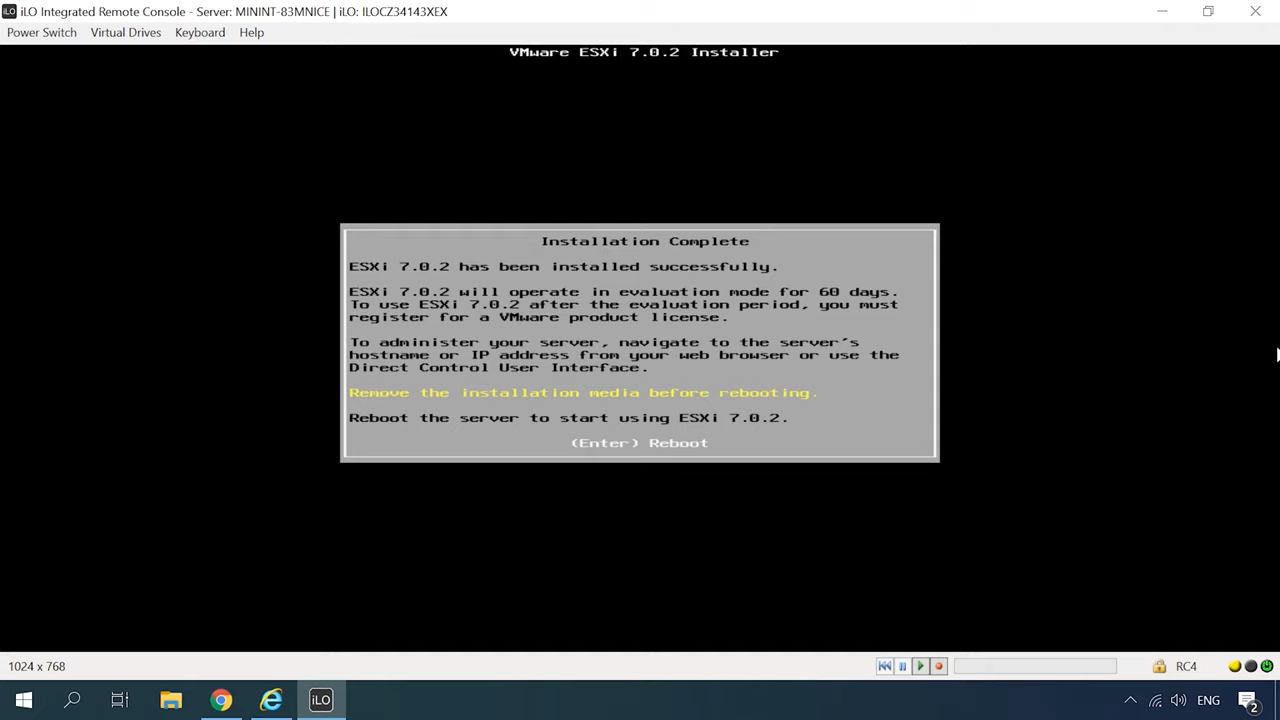 iLO Integrated Remote Console - Server: MININT-83MNICE | iLO: ILOCZ34143XEX
Power Switch Virtual Drives Keyboard Help
VMware ESXi 7.0.2 Installer
Installation Complete
ESXi 7.0.2 has been installed successfully.
ESXi 7.0.2 will operate in evaluation mode for 60 days.
To use ESXi 7.0.2 after the evaluation period, you must
register for a VMware product license.
To administer your server, navigate to the server's
hostname or IP address from your web browser or use the
Direct Control User Interface.
Remove the installation media before rebooting.
Reboot the server to start using ESXi 7.0.2.
(Enter) Reboot
1024 x 768 RC4
iLO ENG 2